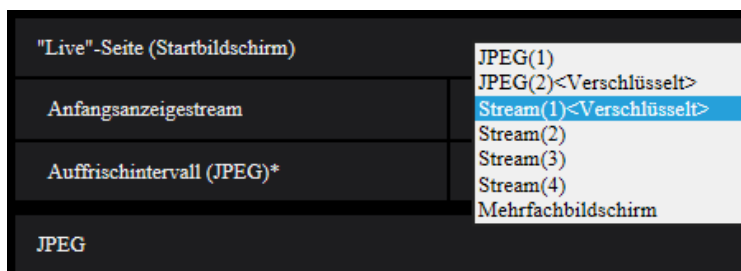 "Live"-Seite (Startbildschirm)
Anfangsanzeigestream
Auffrischintervall (JPEG)*
JPEG
JPEG(1)
JPEG(2)<Verschlüsselt>
Stream(1)<Verschlüsselt>
Stream(2)
Stream(3)
Stream(4)
Mehrfachbildschirm